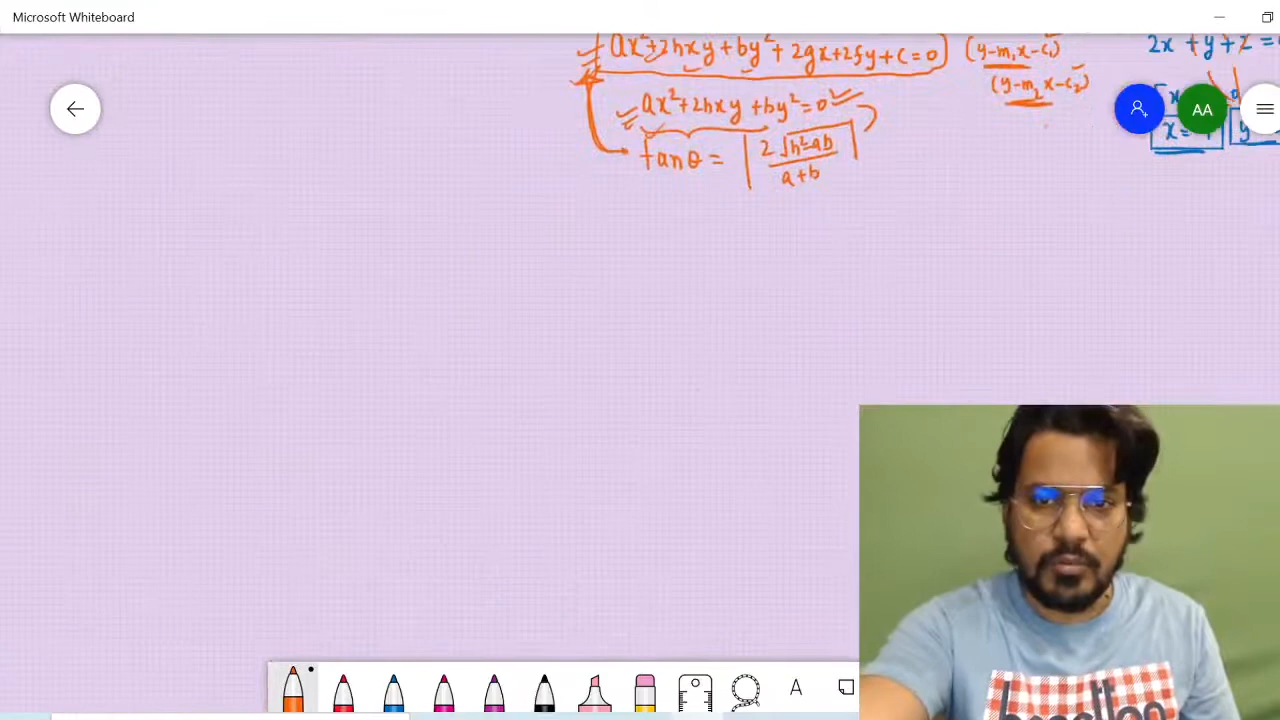 Microsoft Whiteboard
ax²+2hxy+by²+2gx+2fy+c=0
(y-m₁x-c₁)
(y-m₂x-c₂)
2x+y+z=
ax²+2hxy+by²=0
x=
y
tanθ = |2√h²-ab / a+b|
AA
A